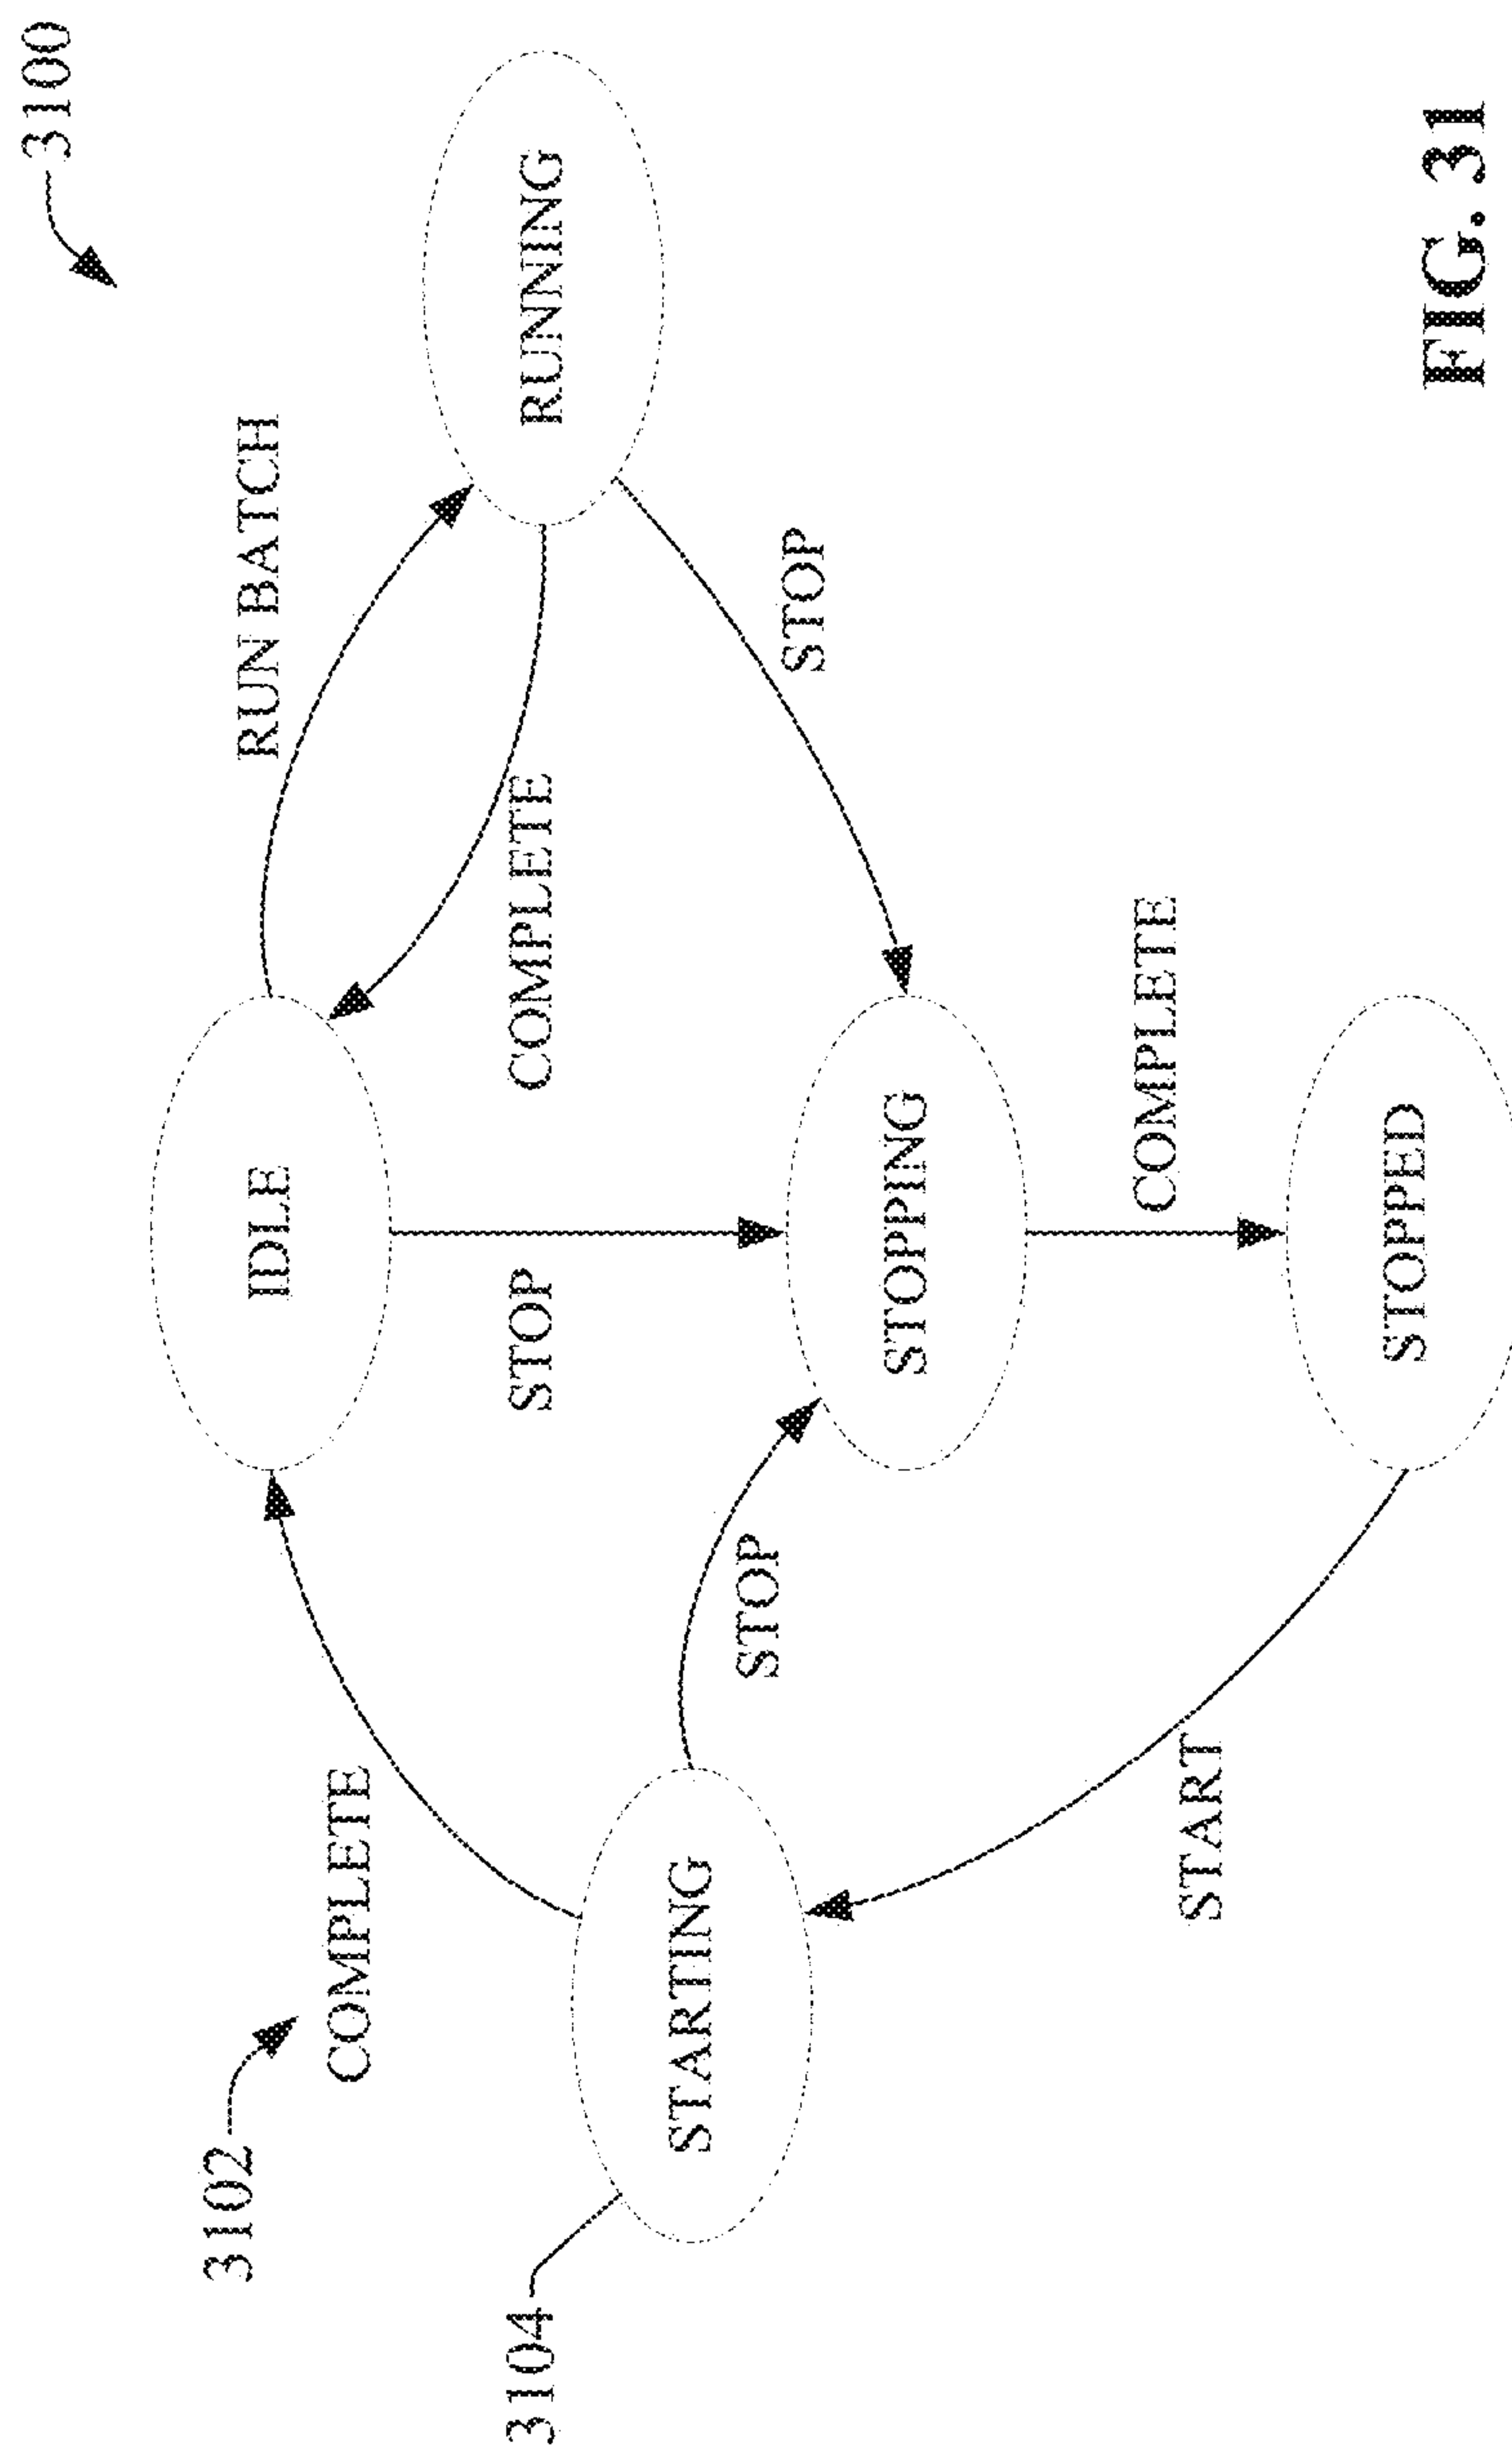 3100
3102
COMPLETE
IDLE
RUN BATCH
3104
STARTING
STOP
STOP
COMPLETE
RUNNING
STOPPING
STOP
START
COMPLETE
STOPPED
FIG. 31